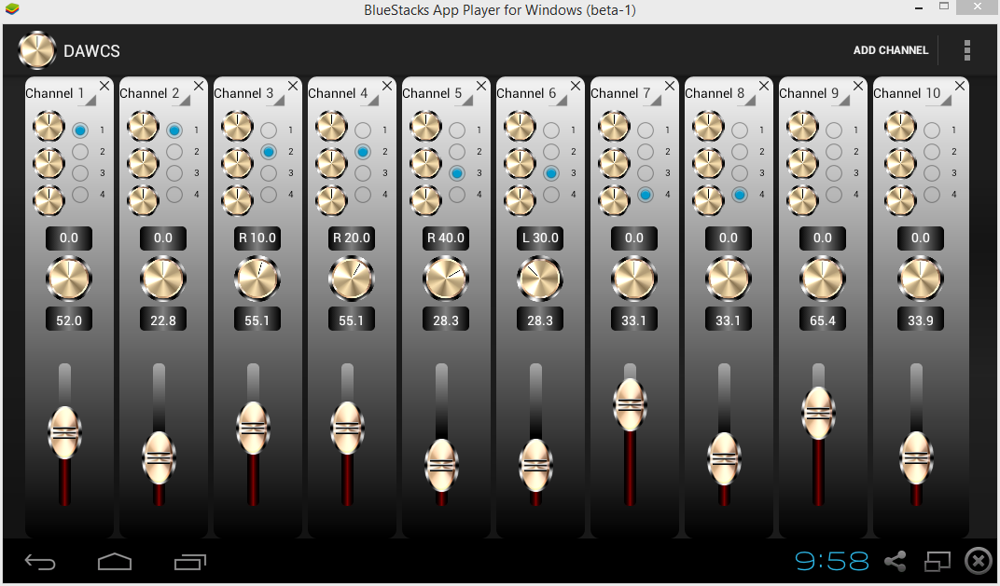 BlueStacks App Player for Windows (beta-1)
DAWCS
ADD CHANNEL
Channel 1 Channel 2 Channel 3 Channel 4 Channel 5 Channel 6 Channel 7 Channel 8 Channel 9 Channel 10
1 1 1 1 1 1 1 1 1 1
2 2 2 2 2 2 2 2 2 2
3 3 3 3 3 3 3 3 3 3
4 4 4 4 4 4 4 4 4 4
0.0 0.0 R 10.0 R 20.0 R 40.0 L 30.0 0.0 0.0 0.0 0.0
52.0 22.8 55.1 55.1 28.3 28.3 33.1 33.1 65.4 33.9
9:58